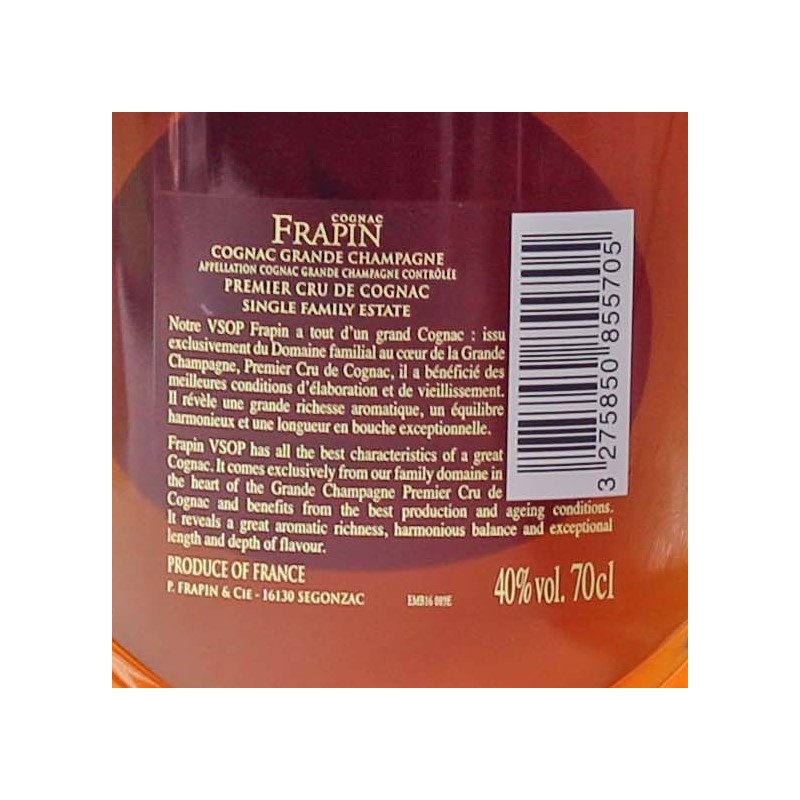 COGNAC
FRAPIN
COGNAC GRANDE CHAMPAGNE
APPELLATION COGNAC GRANDE CHAMPAGNE CONTRÔLÉE
PREMIER CRU DE COGNAC
SINGLE FAMILY ESTATE
Notre VSOP Frapin a tout d'un grand Cognac : issu
exclusivement du Domaine familial au cœur de la Grande
Champagne, Premier Cru de Cognac, il a bénéficié des
meilleures conditions d'élaboration et de vieillissement.
Il révèle une grande richesse aromatique, un équilibre
harmonieux et une longueur en bouche exceptionnelle.
Frapin VSOP has all the best characteristics of a great
Cognac. It comes exclusively from our family domaine in
the heart of the Grande Champagne Premier Cru de
Cognac and benefits from the best production and ageing conditions.
It reveals a great aromatic richness, harmonious balance and exceptional
length and depth of flavour.
PRODUCE OF FRANCE
P. FRAPIN & CIE - 16130 SEGONZAC
EMB16 089E
40% vol. 70cl
3 275850 855705